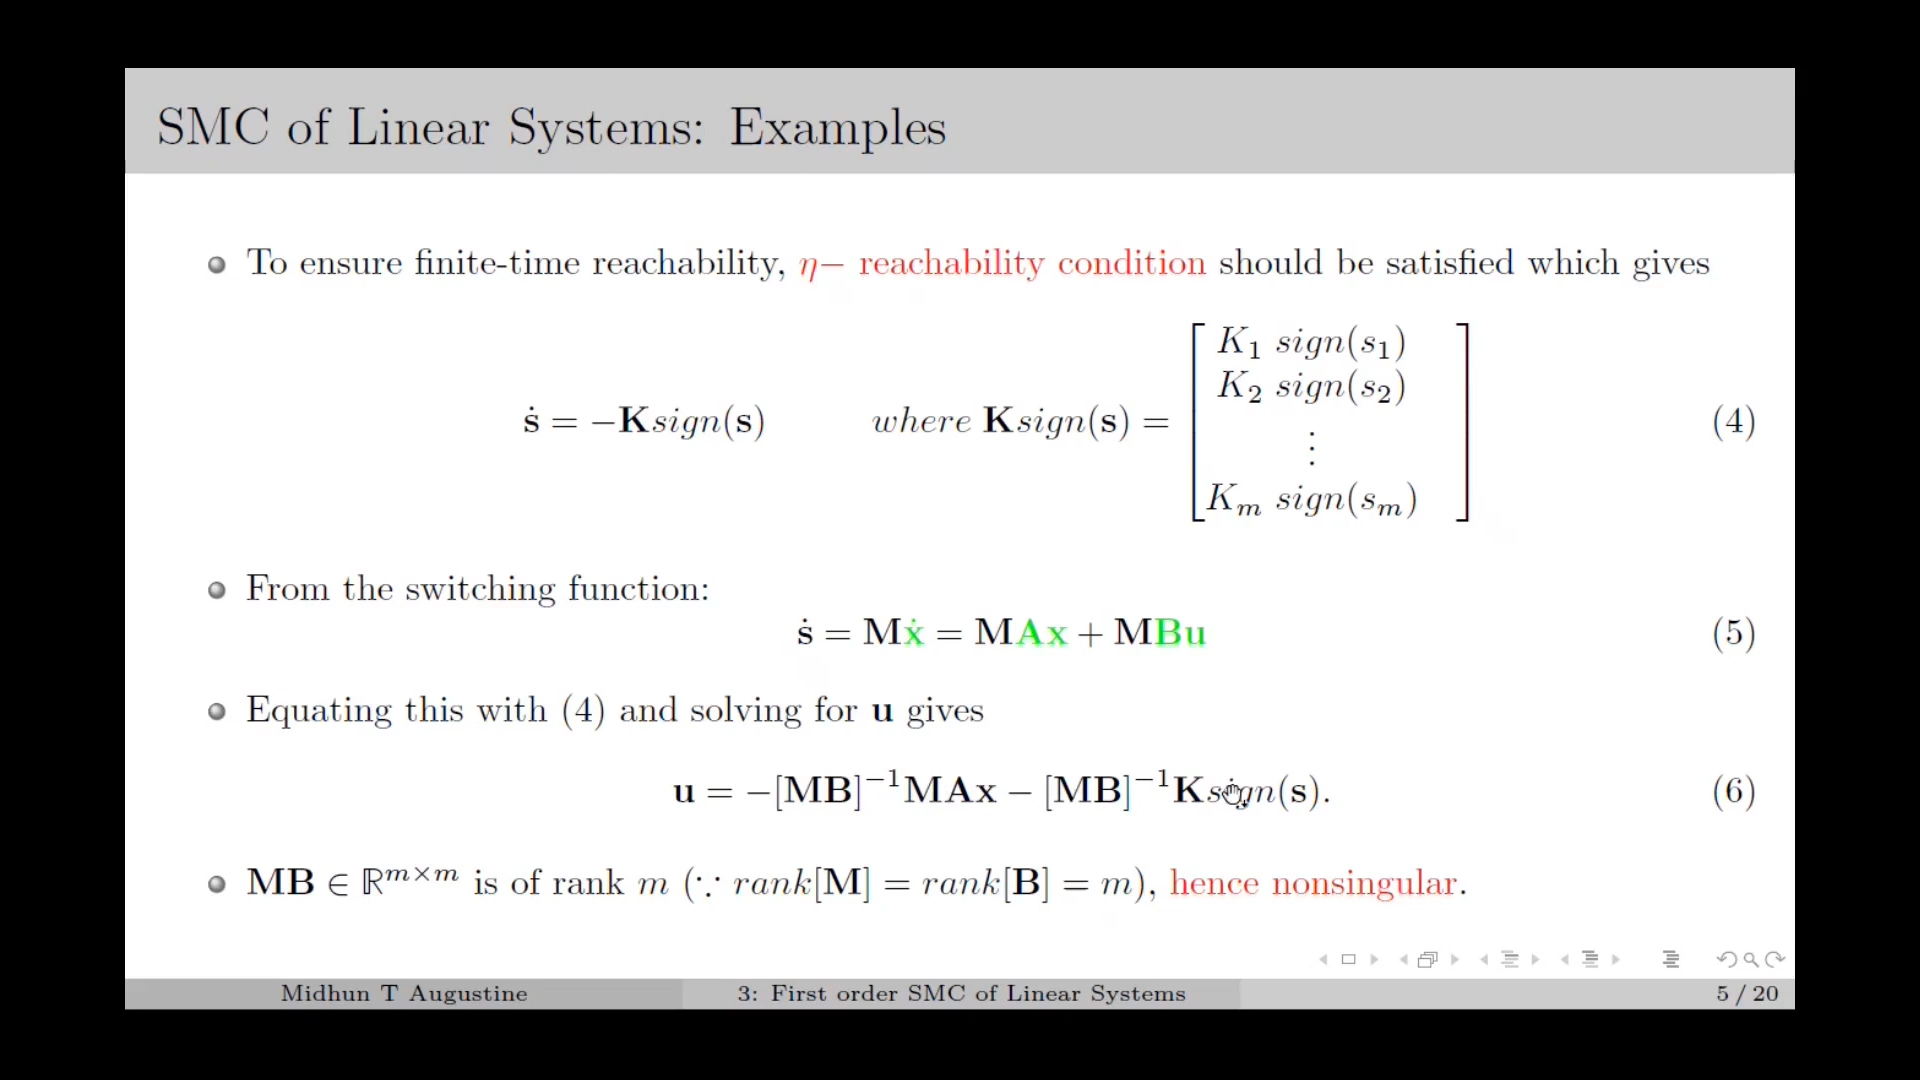 SMC of Linear Systems: Examples
To ensure finite-time reachability, η− reachability condition should be satisfied which gives
ṡ = −Ksign(s) where Ksign(s) = [K₁ sign(s₁) K₂ sign(s₂) ⋮ Kₘ sign(sₘ)] (4)
From the switching function:
ṡ = Mẋ = MAx + MBu (5)
Equating this with (4) and solving for u gives
u = −[MB]⁻¹MAx − [MB]⁻¹Ksign(s). (6)
MB ∈ ℝᵐˣᵐ is of rank m (∵ rank[M] = rank[B] = m), hence nonsingular.
Midhun T Augustine 3: First order SMC of Linear Systems 5 / 20